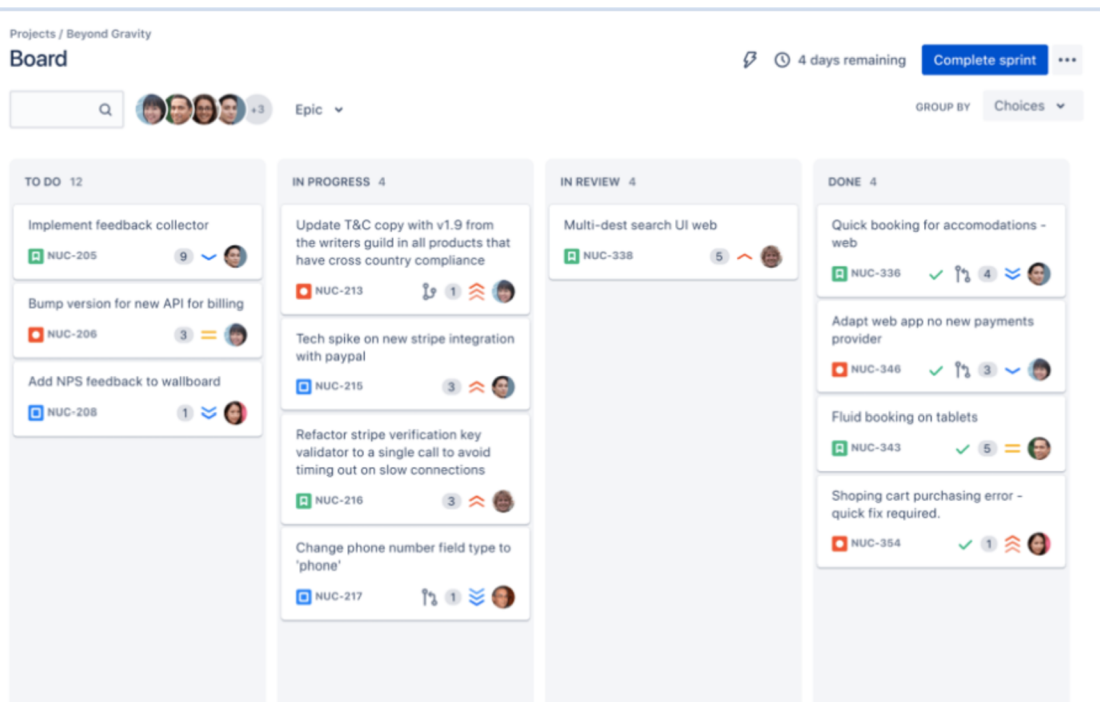 Projects / Beyond Gravity
Board
4 days remaining
Complete sprint
+3
Epic
GROUP BY
Choices
TO DO 12
Implement feedback collector
NUC-205
9
Bump version for new API for billing
NUC-206
3
Add NPS feedback to wallboard
NUC-208
1
IN PROGRESS 4
Update T&C copy with v1.9 from
the writers guild in all products that
have cross country compliance
NUC-213
1
Tech spike on new stripe integration
with paypal
NUC-215
3
Refactor stripe verification key
validator to a single call to avoid
timing out on slow connections
NUC-216
3
Change phone number field type to
'phone'
NUC-217
1
IN REVIEW 4
Multi-dest search UI web
NUC-338
5
DONE 4
Quick booking for accomodations -
web
NUC-336
4
Adapt web app no new payments
provider
NUC-346
3
Fluid booking on tablets
NUC-343
5
Shoping cart purchasing error -
quick fix required.
NUC-354
1